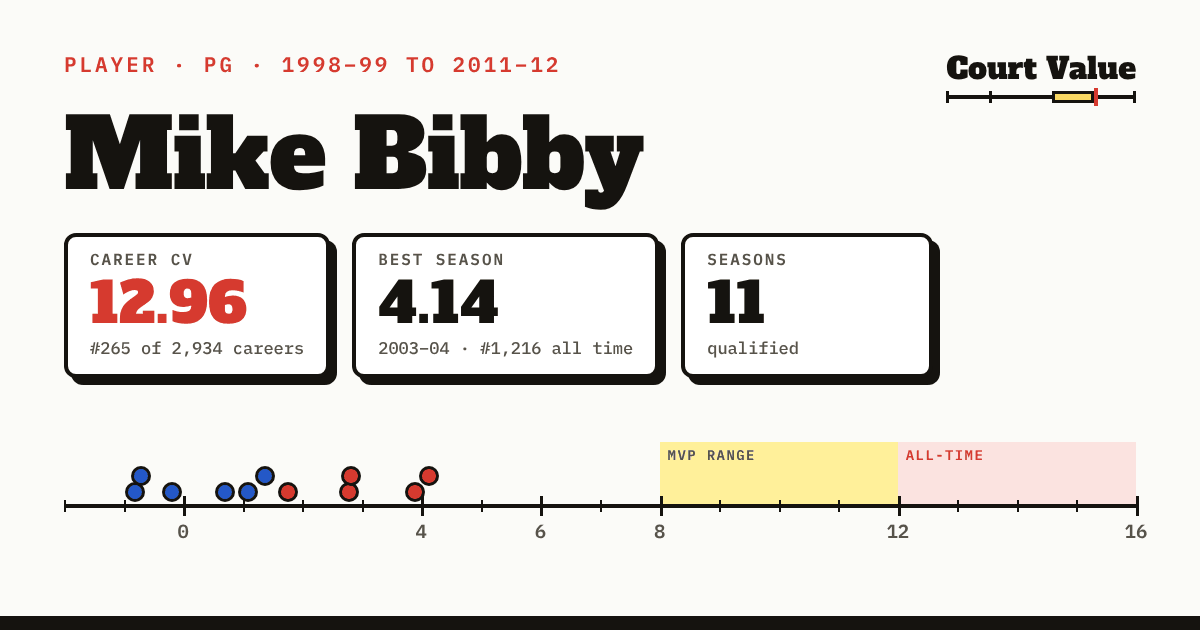 PLAYER · PG · 1998–99 TO 2011–12
Court Value
Mike Bibby
CAREER CV
12.96
#265 of 2,934 careers
BEST SEASON
4.14
2003–04 · #1,216 all time
SEASONS
11
qualified
MVP RANGE
ALL-TIME
0 4 6 8 12 16